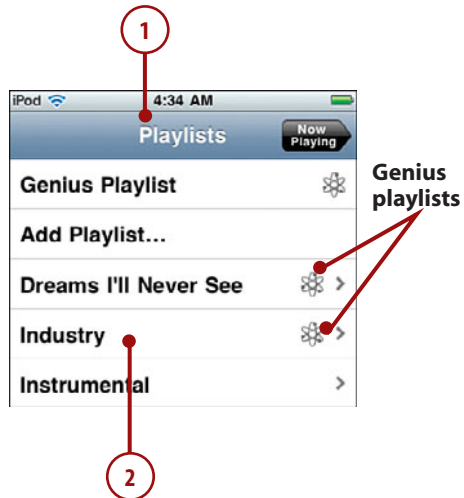 1
iPod 4:34 AM
Playlists
Now
Playing
Genius Playlist
Genius
playlists
Add Playlist...
Dreams I'll Never See
Industry
Instrumental
2